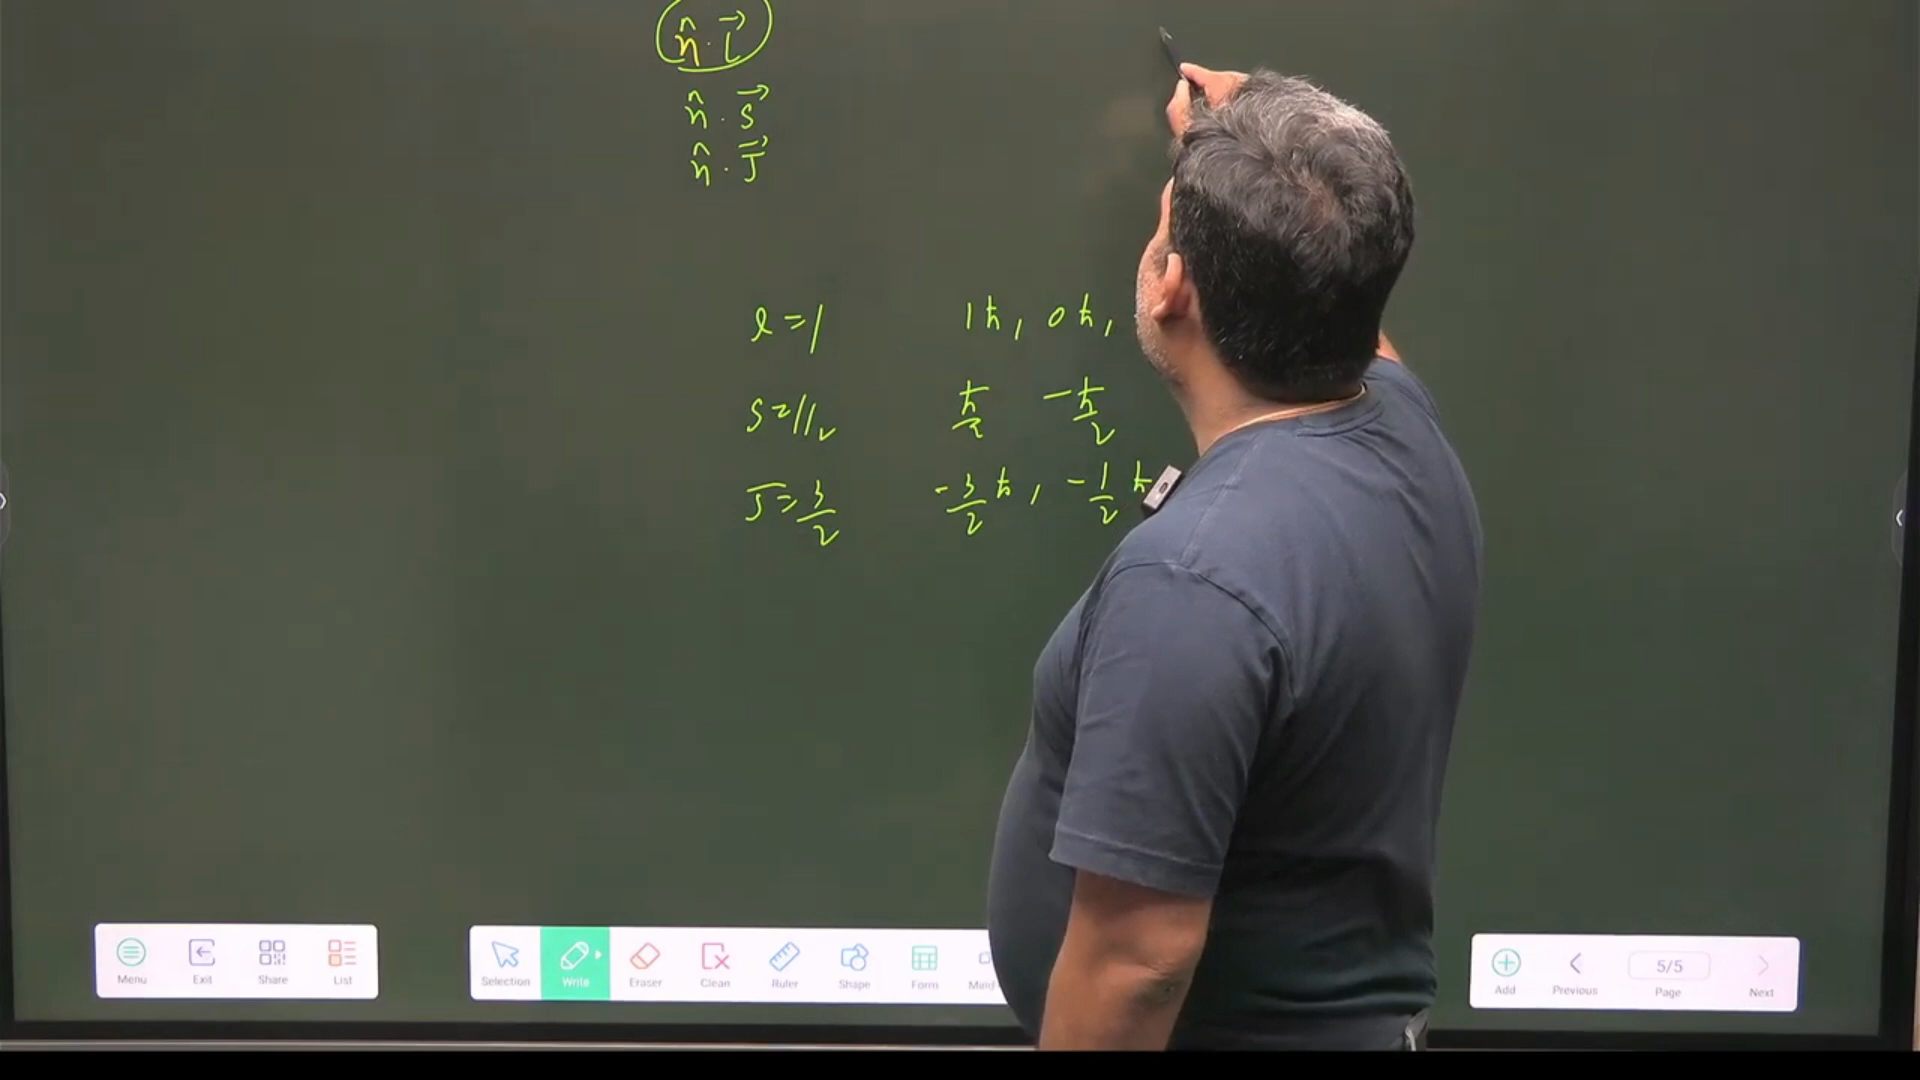 n̂ · L⃗
n̂ · S⃗
n̂ · J⃗
l = 1 1ħ, 0ħ,
s = 1/2 ħ/2 -ħ/2
J = 3/2 -3/2 ħ, -1/2 ħ
Menu Exit Share List
Selection Write Eraser Clean Ruler Shape Form Mind
Add Previous 5/5 Page Next